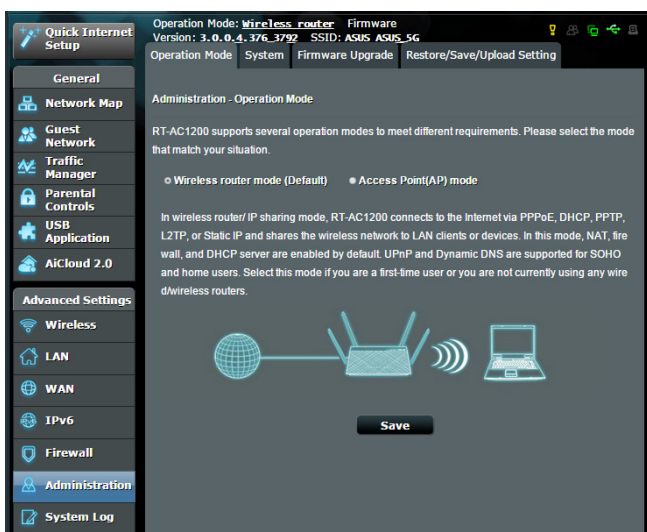 Quick Internet
Setup
Operation Mode: Wireless router Firmware
Version: 3.0.0.4.376_3792 SSID: ASUS ASUS_5G
Operation Mode System Firmware Upgrade Restore/Save/Upload Setting
General
Network Map
Guest
Network
Traffic
Manager
Parental
Controls
USB
Application
AiCloud 2.0
Advanced Settings
Wireless
LAN
WAN
IPv6
Firewall
Administration
System Log
Administration - Operation Mode
RT-AC1200 supports several operation modes to meet different requirements. Please select the mode
that match your situation.
Wireless router mode (Default) Access Point(AP) mode
In wireless router/ IP sharing mode, RT-AC1200 connects to the Internet via PPPoE, DHCP, PPTP,
L2TP, or Static IP and shares the wireless network to LAN clients or devices. In this mode, NAT, fire
wall, and DHCP server are enabled by default. UPnP and Dynamic DNS are supported for SOHO
and home users. Select this mode if you are a first-time user or you are not currently using any wire
d/wireless routers.
Save